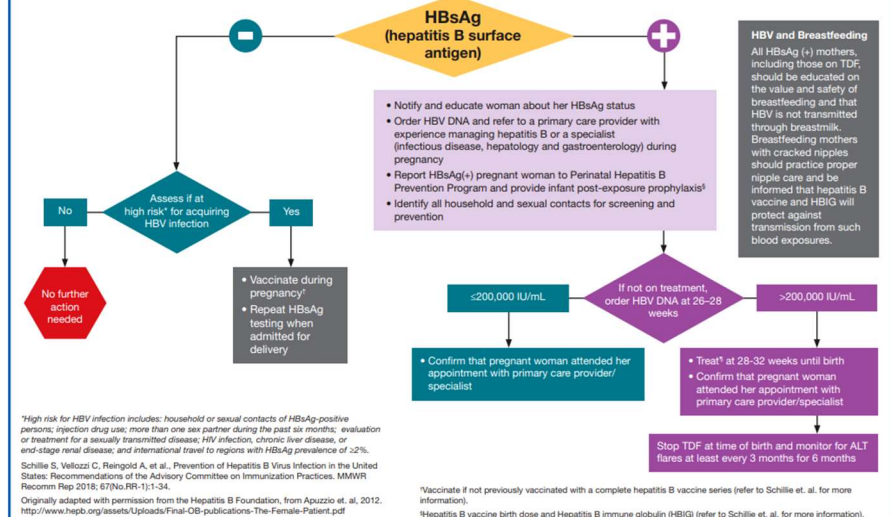 HBsAg
(hepatitis B surface
antigen)
HBV and Breastfeeding
All HBsAg (+) mothers,
including those on TDF,
should be educated on
the value and safety of
breastfeeding and that
HBV is not transmitted
through breastmilk.
Breastfeeding mothers
with cracked nipples
should practice proper
nipple care and be
informed that hepatitis B
vaccine and HBIG will
protect against
transmission from such
blood exposures.
• Notify and educate woman about her HBsAg status
• Order HBV DNA and refer to a primary care provider with
experience managing hepatitis B or a specialist
(infectious disease, hepatology and gastroenterology) during
pregnancy
• Report HBsAg(+) pregnant woman to Perinatal Hepatitis B
Prevention Program and provide infant post-exposure prophylaxis§
• Identify all household and sexual contacts for screening and
prevention
No
Assess if at
high risk* for acquiring
HBV infection
Yes
No further
action
needed
• Vaccinate during
pregnancy†
• Repeat HBsAg
testing when
admitted for
delivery
≤200,000 IU/mL
If not on treatment,
order HBV DNA at 26–28
weeks
>200,000 IU/mL
• Confirm that pregnant woman attended her
appointment with primary care provider/
specialist
• Treat¶ at 28-32 weeks until birth
• Confirm that pregnant woman
attended her appointment with
primary care provider/specialist
Stop TDF at time of birth and monitor for ALT
flares at least every 3 months for 6 months
*High risk for HBV infection includes: household or sexual contacts of HBsAg-positive
persons; injection drug use; more than one sex partner during the past six months; evaluation
or treatment for a sexually transmitted disease; HIV infection, chronic liver disease, or
end-stage renal disease; and international travel to regions with HBsAg prevalence of ≥2%.
Schillie S, Vellozzi C, Reingold A, et al., Prevention of Hepatitis B Virus Infection in the United
States: Recommendations of the Advisory Committee on Immunization Practices. MMWR
Recomm Rep 2018; 67(No.RR-1):1-34.
Originally adapted with permission from the Hepatitis B Foundation, from Apuzzio et. al, 2012.
http://www.hepb.org/assets/Uploads/Final-OB-publications-The-Female-Patient.pdf
†Vaccinate if not previously vaccinated with a complete hepatitis B vaccine series (refer to Schillie et. al. for more
information).
§Hepatitis B vaccine birth dose and Hepatitis B immune globulin (HBIG) (refer to Schillie et. al. for more information).